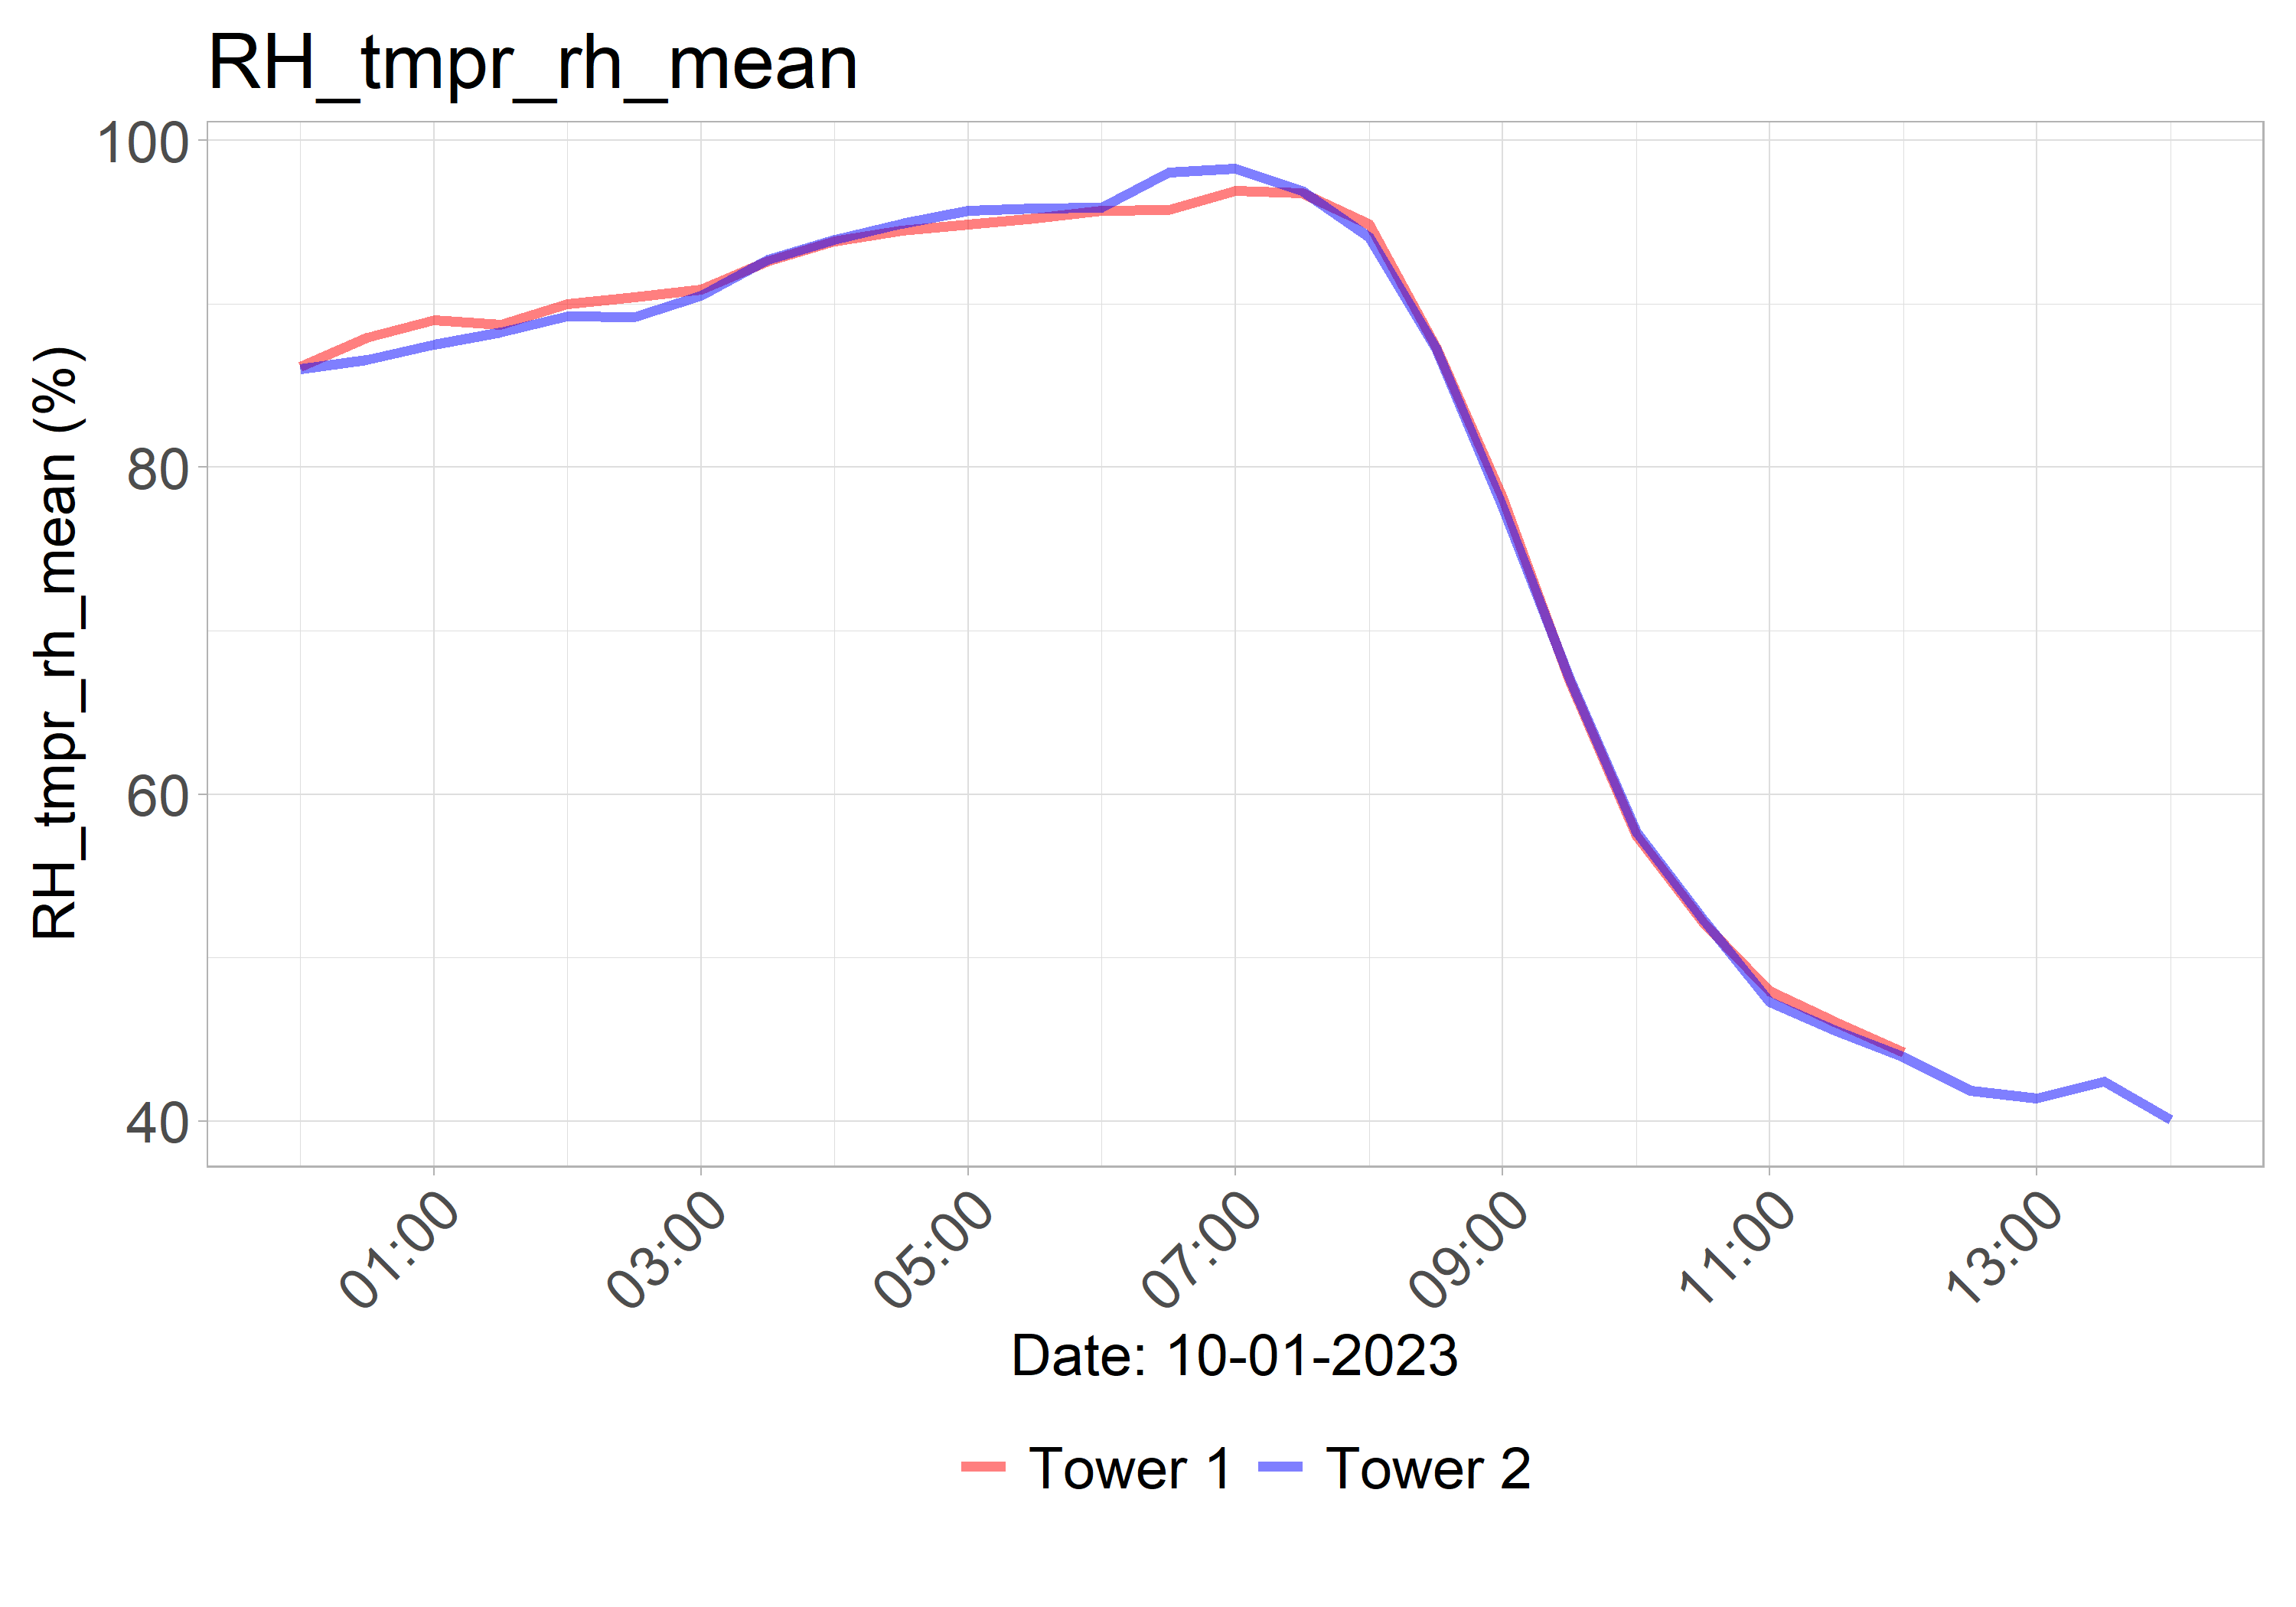 RH_tmpr_rh_mean
RH_tmpr_rh_mean (%)
100
80
60
40
01:00
03:00
05:00
07:00
09:00
11:00
13:00
Date: 10-01-2023
Tower 1
Tower 2